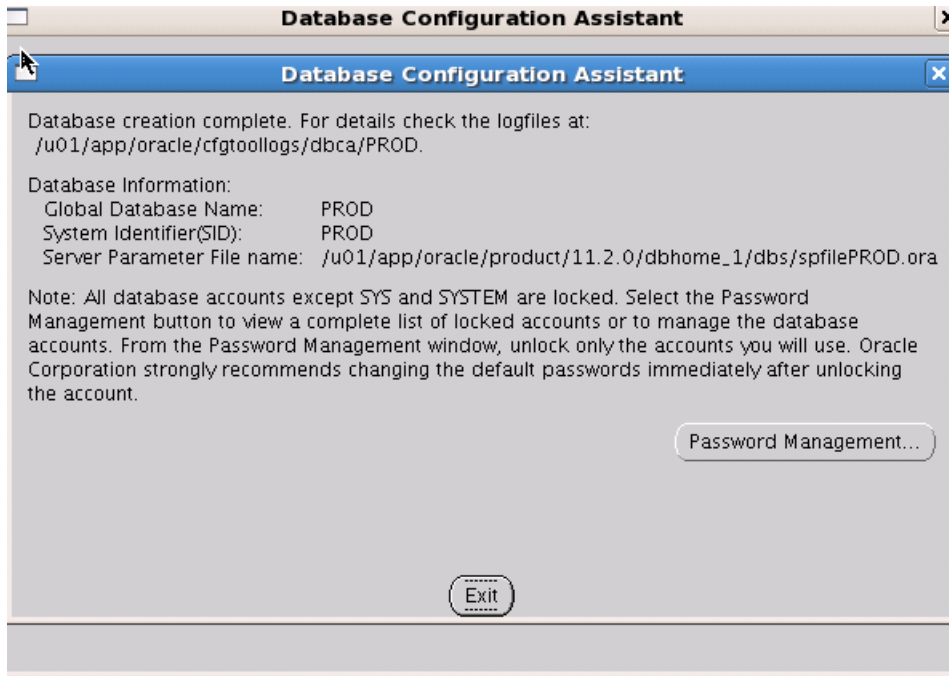 Database Configuration Assistant
Database Configuration Assistant
Database creation complete. For details check the logfiles at:
/u01/app/oracle/cfgtoollogs/dbca/PROD.
Database Information:
Global Database Name: PROD
System Identifier(SID): PROD
Server Parameter File name: /u01/app/oracle/product/11.2.0/dbhome_1/dbs/spfilePROD.ora
Note: All database accounts except SYS and SYSTEM are locked. Select the Password
Management button to view a complete list of locked accounts or to manage the database
accounts. From the Password Management window, unlock only the accounts you will use. Oracle
Corporation strongly recommends changing the default passwords immediately after unlocking
the account.
Password Management...
Exit